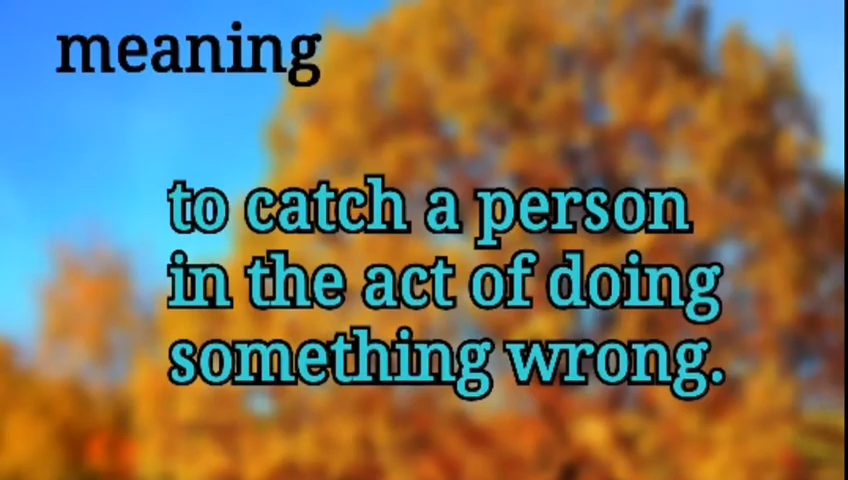 meaning
to catch a person
in the act of doing
something wrong.